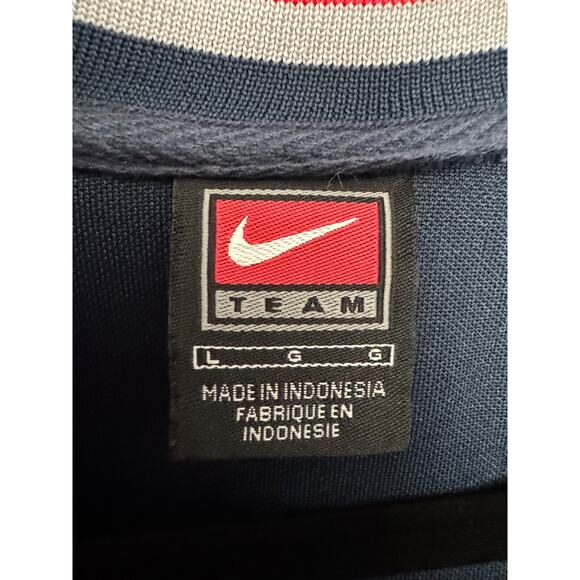 TEAM
L G G
MADE IN INDONESIA
FABRIQUE EN
INDONESIE